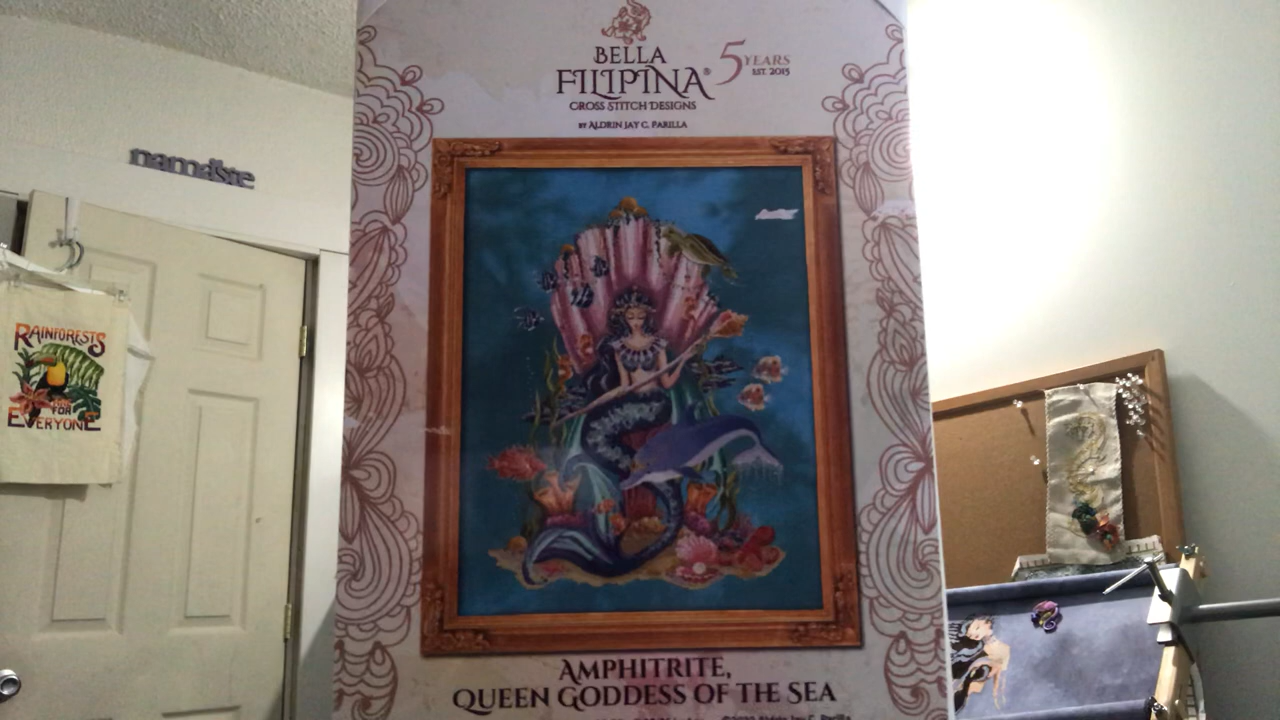 namaste
RAINFORESTS
FOR
EVERYONE
BELLA
FILIPINA®
5 YEARS
EST. 2015
CROSS STITCH DESIGNS
BY ALDRIN JAY C. PARILLA
AMPHITRITE,
QUEEN GODDESS OF THE SEA